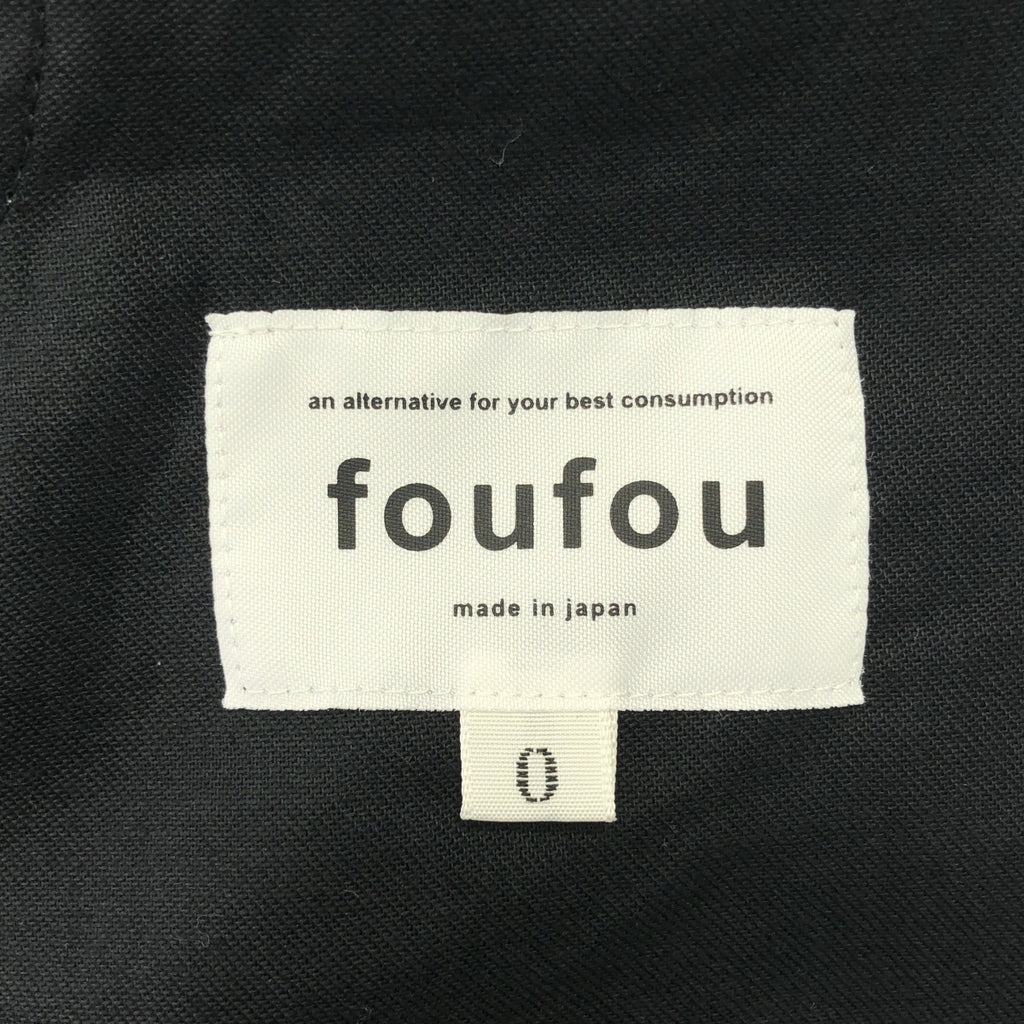 an alternative for your best consumption
foufou
made in japan
0